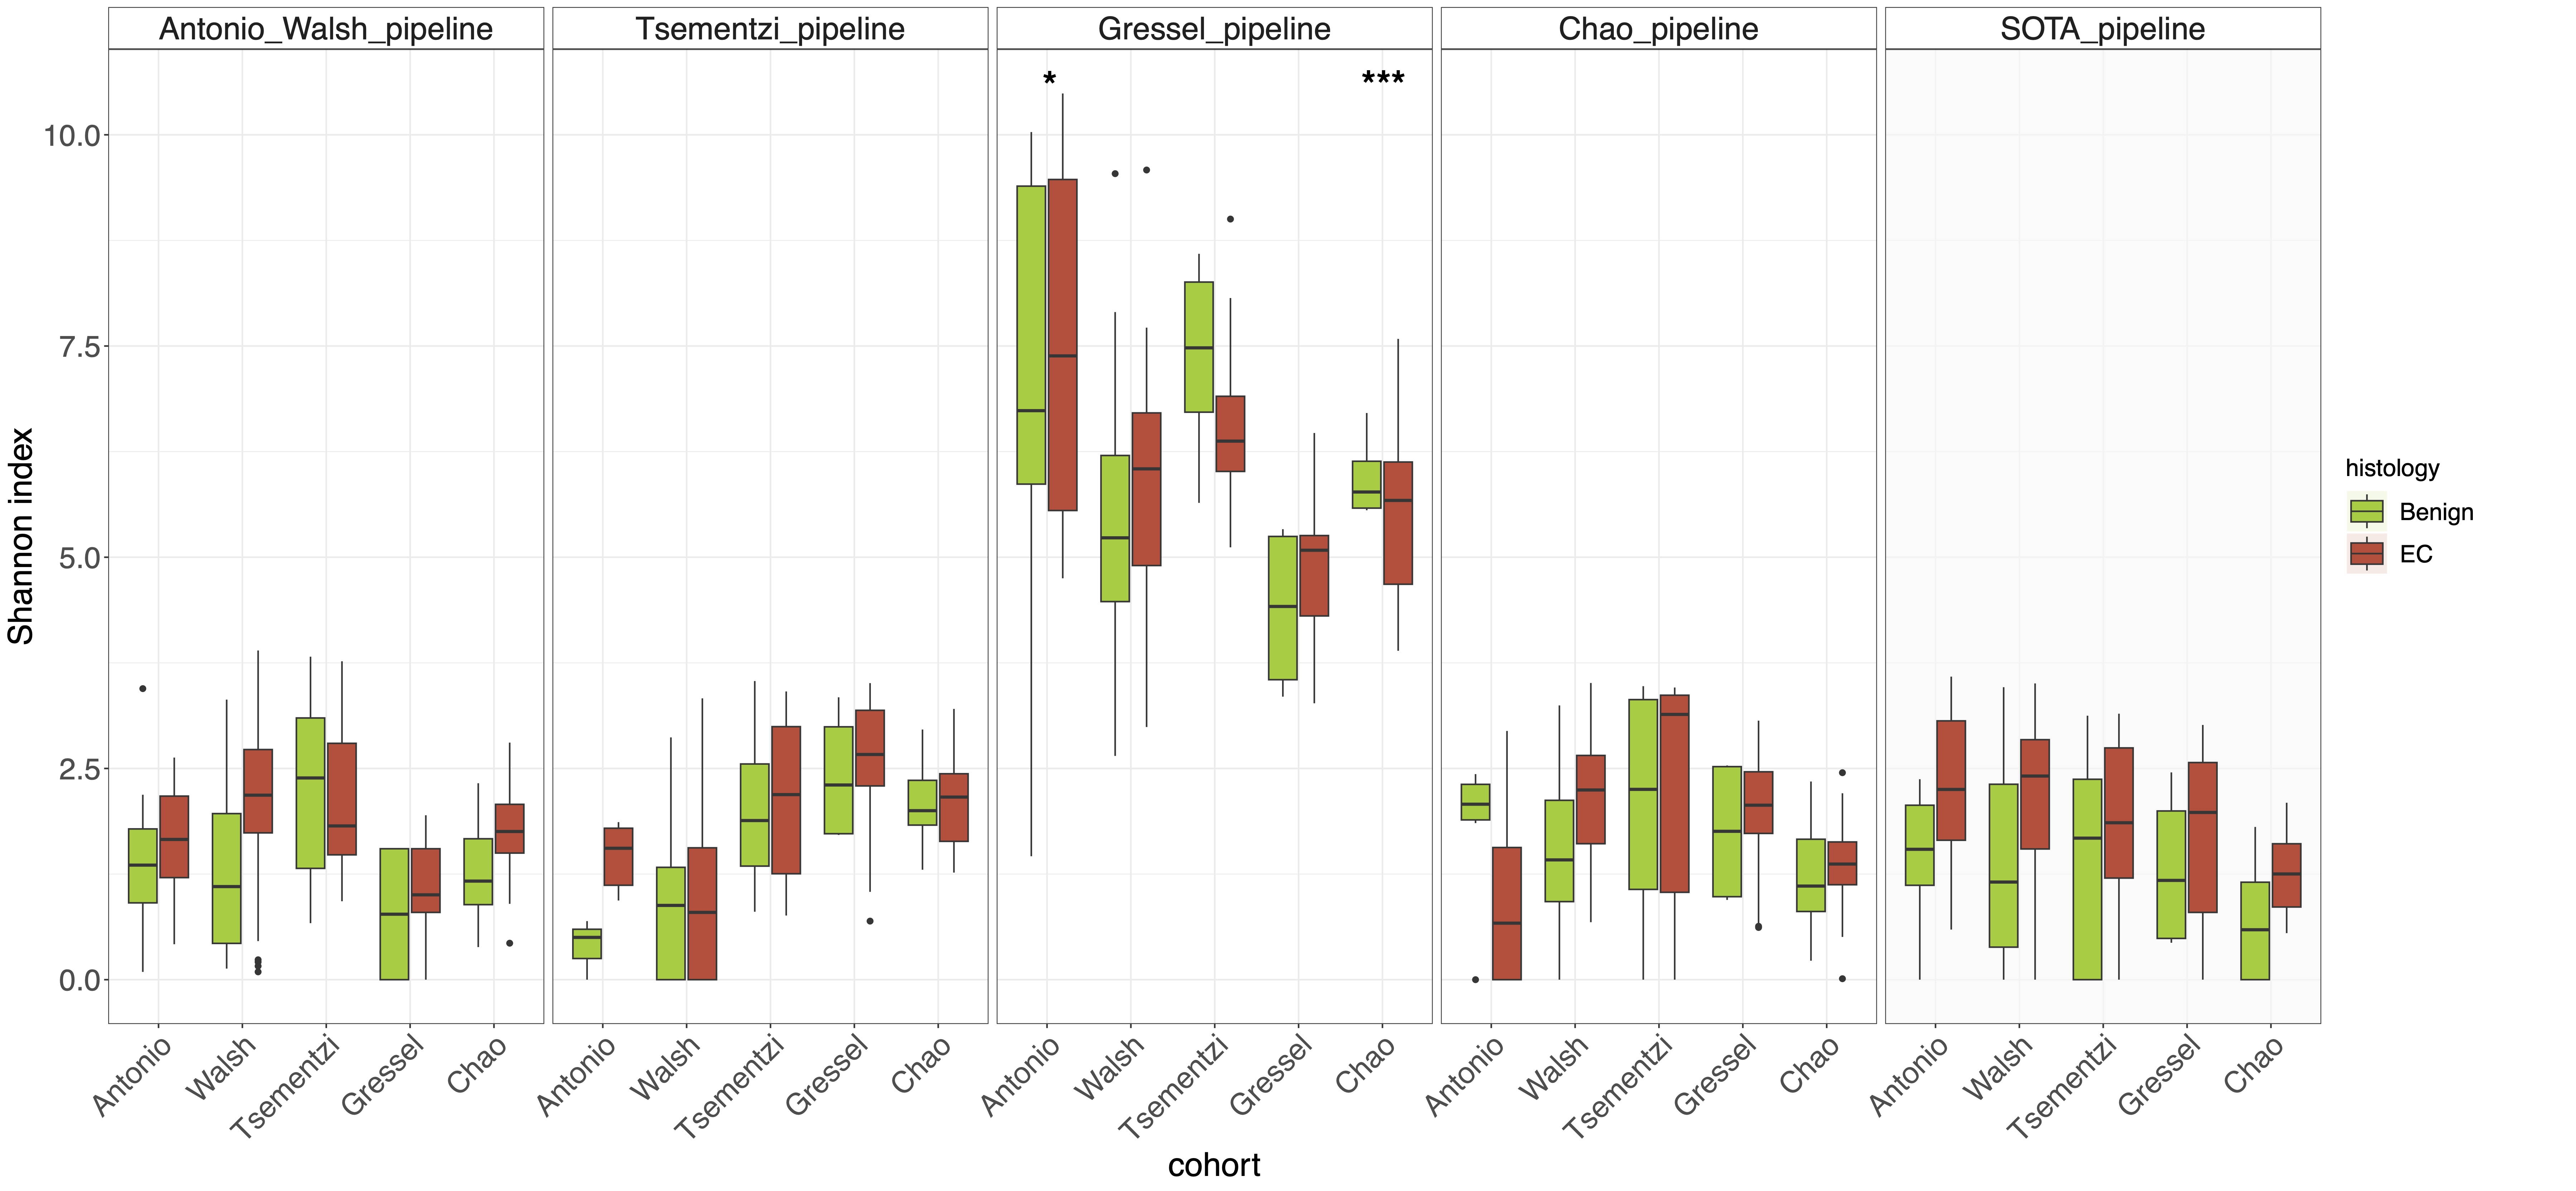 Antonio_Walsh_pipeline
Tsementzi_pipeline
Gressel_pipeline
Chao_pipeline
SOTA_pipeline
*
***
10.0
7.5
5.0
2.5
0.0
Shannon index
histology
Benign
EC
Antonio
Walsh
Tsementzi
Gressel
Chao
Antonio
Walsh
Tsementzi
Gressel
Chao
Antonio
Walsh
Tsementzi
Gressel
Chao
Antonio
Walsh
Tsementzi
Gressel
Chao
Antonio
Walsh
Tsementzi
Gressel
Chao
cohort